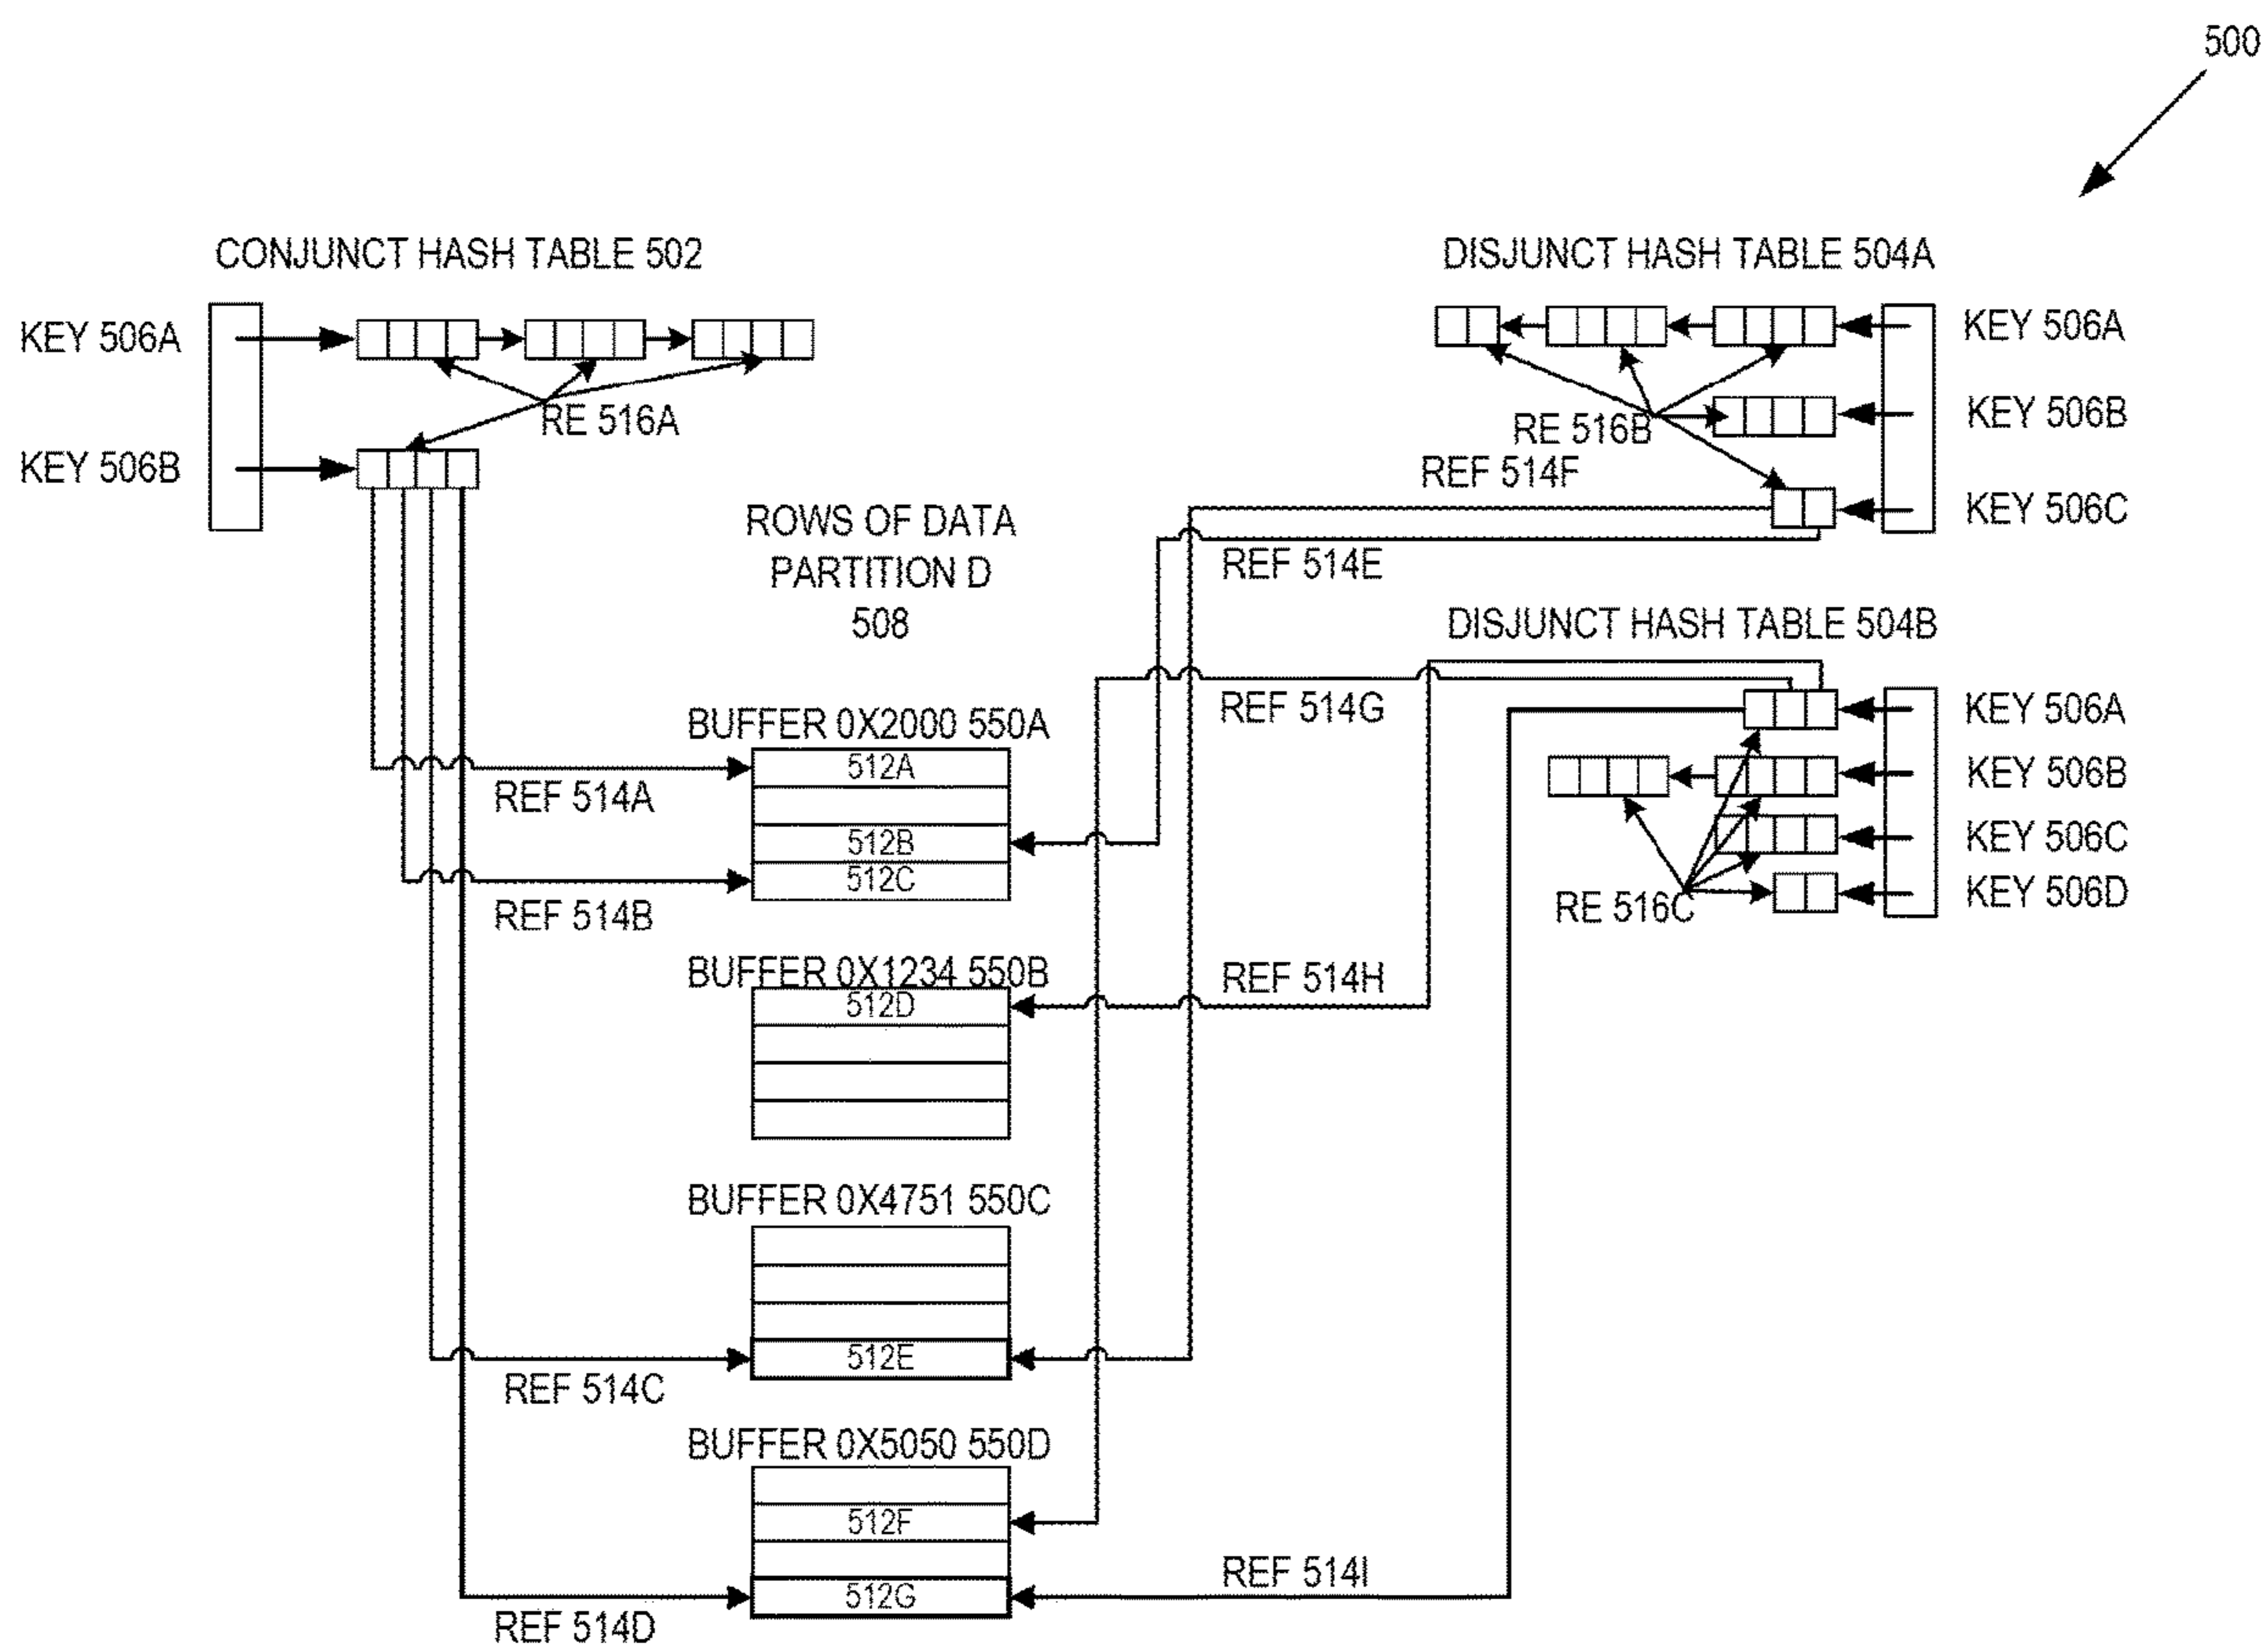 500
CONJUNCT HASH TABLE 502
KEY 506A
RE 516A
KEY 506B
DISJUNCT HASH TABLE 504A
KEY 506A
KEY 506B
RE 516B
REF 514F
KEY 506C
REF 514E
ROWS OF DATA
PARTITION D
508
DISJUNCT HASH TABLE 504B
REF 514G
KEY 506A
KEY 506B
KEY 506C
RE 516C
KEY 506D
BUFFER 0X2000 550A
512A
REF 514A
512B
512C
REF 514B
BUFFER 0X1234 550B
512D
REF 514H
BUFFER 0X4751 550C
512E
REF 514C
BUFFER 0X5050 550D
512F
512G
REF 514I
REF 514D